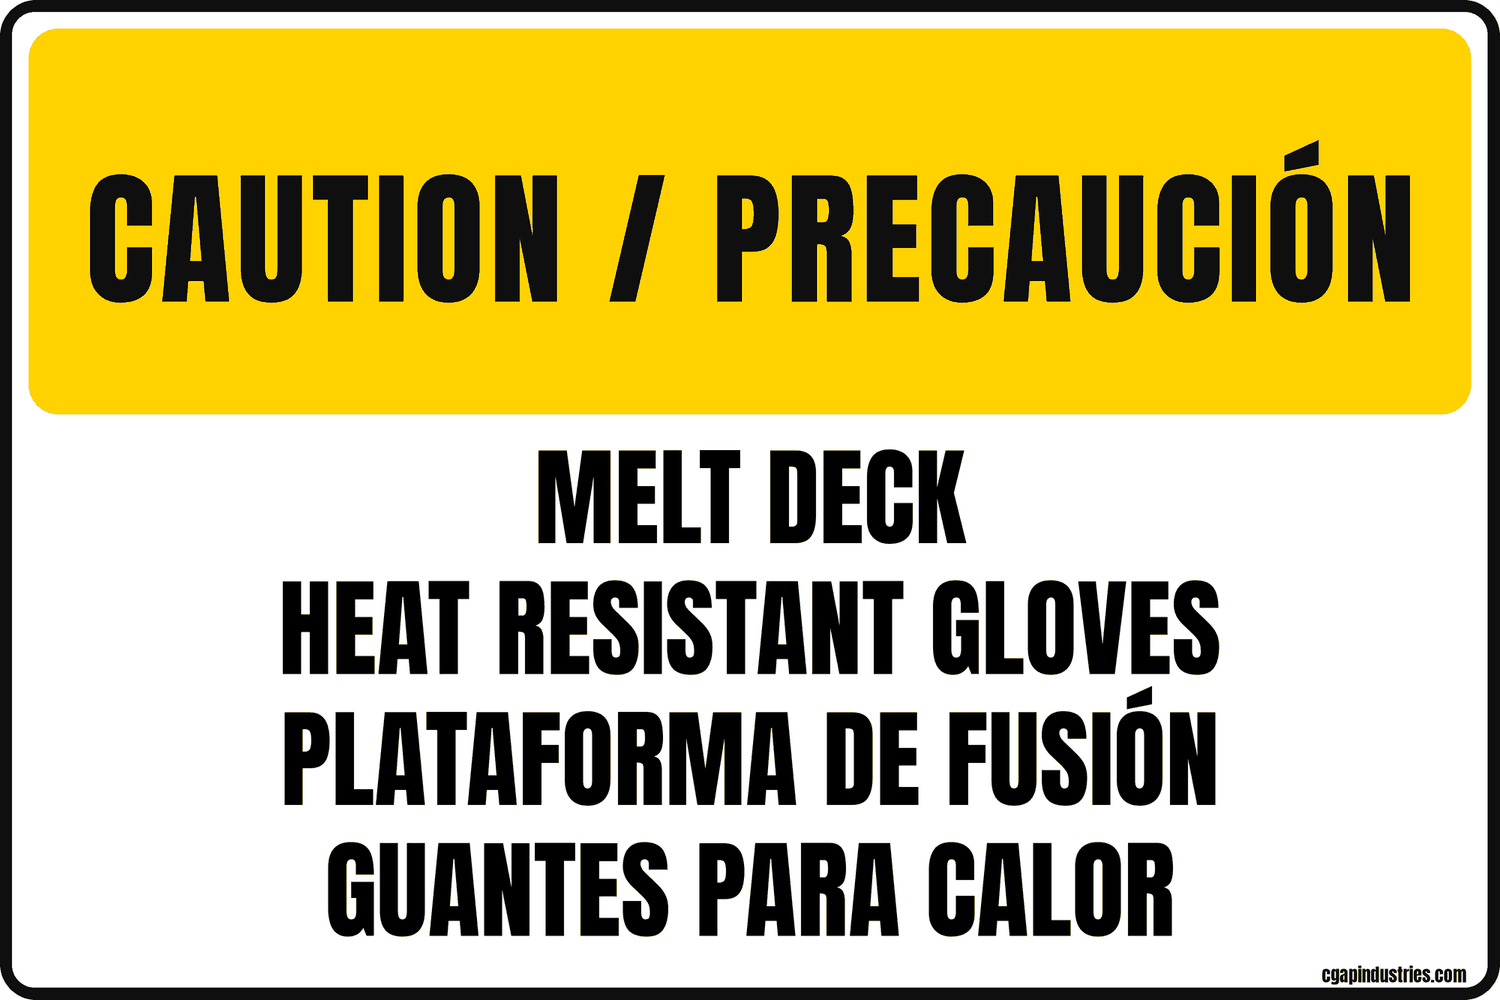 CAUTION / PRECAUCIÓN
MELT DECK
HEAT RESISTANT GLOVES
PLATAFORMA DE FUSIÓN
GUANTES PARA CALOR
cgapindustries.com